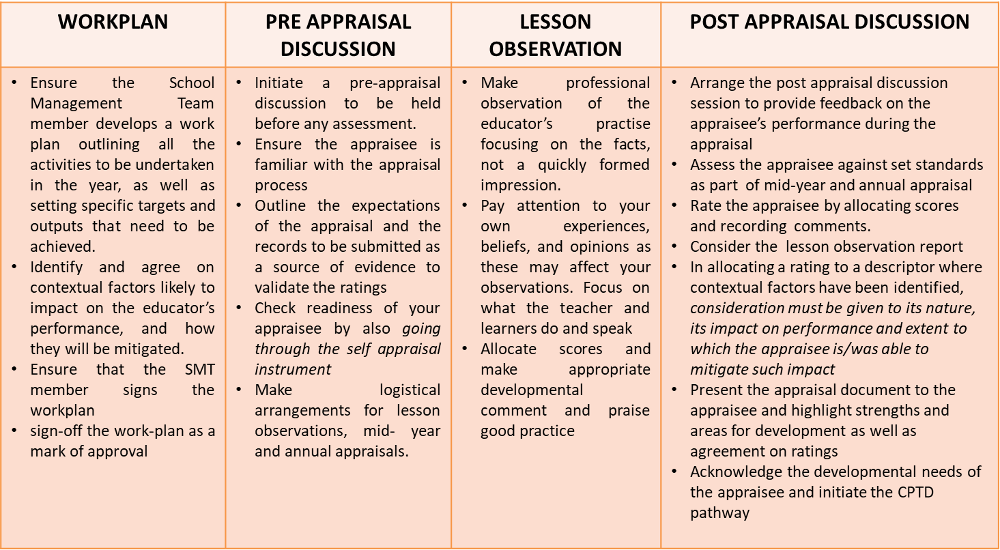 WORKPLAN
• Ensure the School
Management Team
member develops a work
plan outlining all the
activities to be undertaken
in the year, as well as
setting specific targets and
outputs that need to be
achieved.
• Identify and agree on
contextual factors likely to
impact on the educator’s
performance, and how
they will be mitigated.
• Ensure that the SMT
member signs the
workplan
• sign-off the work-plan as a
mark of approval
PRE APPRAISAL
DISCUSSION
• Initiate a pre-appraisal
discussion to be held
before any assessment.
• Ensure the appraisee is
familiar with the appraisal
process
• Outline the expectations
of the appraisal and the
records to be submitted as
a source of evidence to
validate the ratings
• Check readiness of your
appraisee by also going
through the self appraisal
instrument
• Make logistical
arrangements for lesson
observations, mid- year
and annual appraisals.
LESSON
OBSERVATION
• Make professional
observation of the
educator’s practise
focusing on the facts,
not a quickly formed
impression.
• Pay attention to your
own experiences,
beliefs, and opinions as
these may affect your
observations. Focus on
what the teacher and
learners do and speak
• Allocate scores and
make appropriate
developmental
comment and praise
good practice
POST APPRAISAL DISCUSSION
• Arrange the post appraisal discussion
session to provide feedback on the
appraisee’s performance during the
appraisal
• Assess the appraisee against set standards
as part of mid-year and annual appraisal
• Rate the appraisee by allocating scores
and recording comments.
• Consider the lesson observation report
• In allocating a rating to a descriptor where
contextual factors have been identified,
consideration must be given to its nature,
its impact on performance and extent to
which the appraisee is/was able to
mitigate such impact
• Present the appraisal document to the
appraisee and highlight strengths and
areas for development as well as
agreement on ratings
• Acknowledge the developmental needs of
the appraisee and initiate the CPTD
pathway